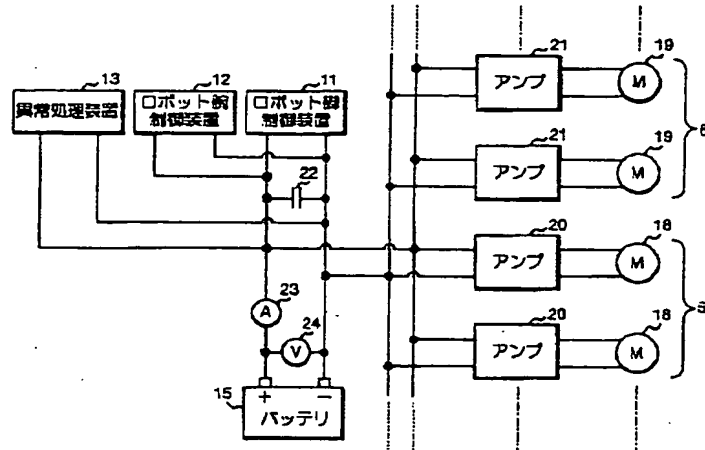 13
異常処理装置
12
ロボット腕
制御装置
11
ロボット脚
制御装置
22
23
A
24
V
15
+ −
バッテリ
21
アンプ
19
M
21
アンプ
19
M
6
20
アンプ
18
M
20
アンプ
18
M
5